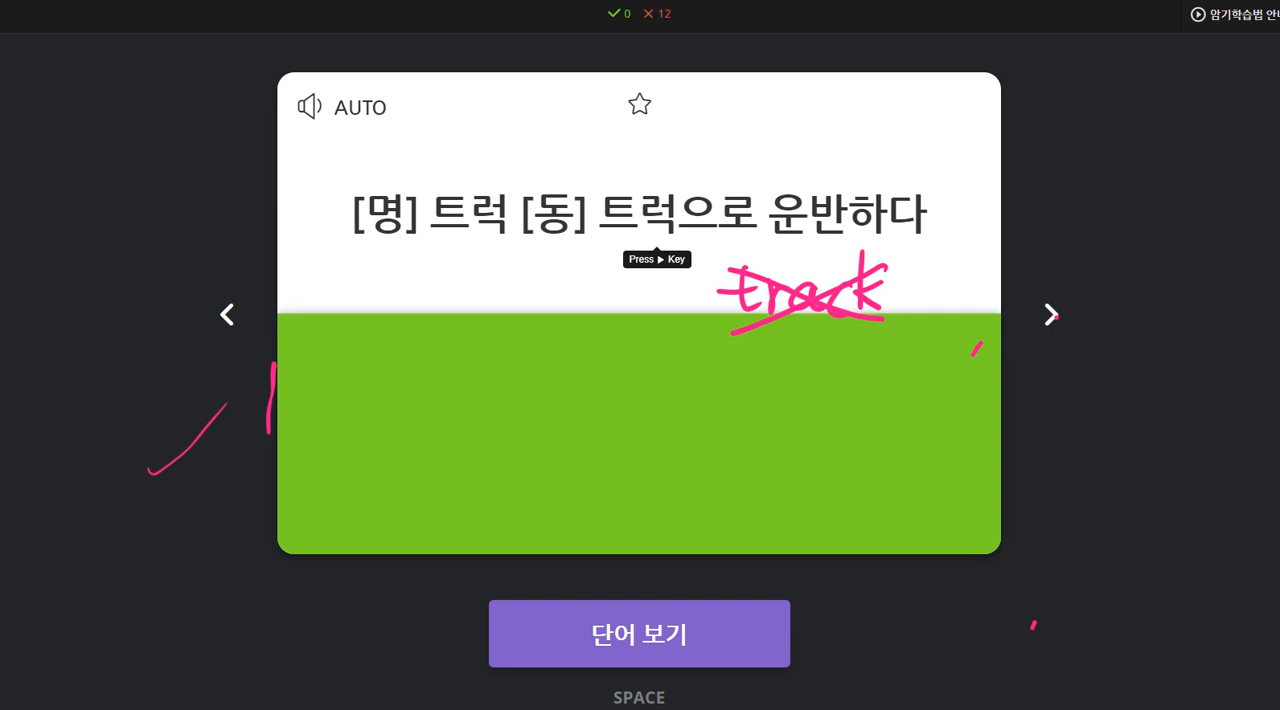 0 12
암기학습법 안
AUTO
[명] 트럭 [동] 트럭으로 운반하다
Press ▶ Key
track
단어 보기
SPACE